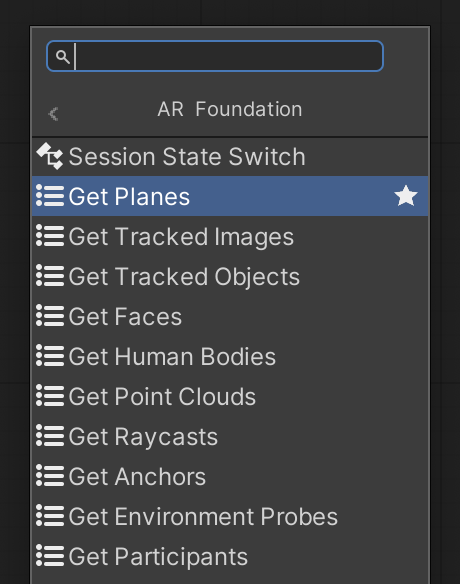 AR Foundation
Session State Switch
Get Planes
Get Tracked Images
Get Tracked Objects
Get Faces
Get Human Bodies
Get Point Clouds
Get Raycasts
Get Anchors
Get Environment Probes
Get Participants